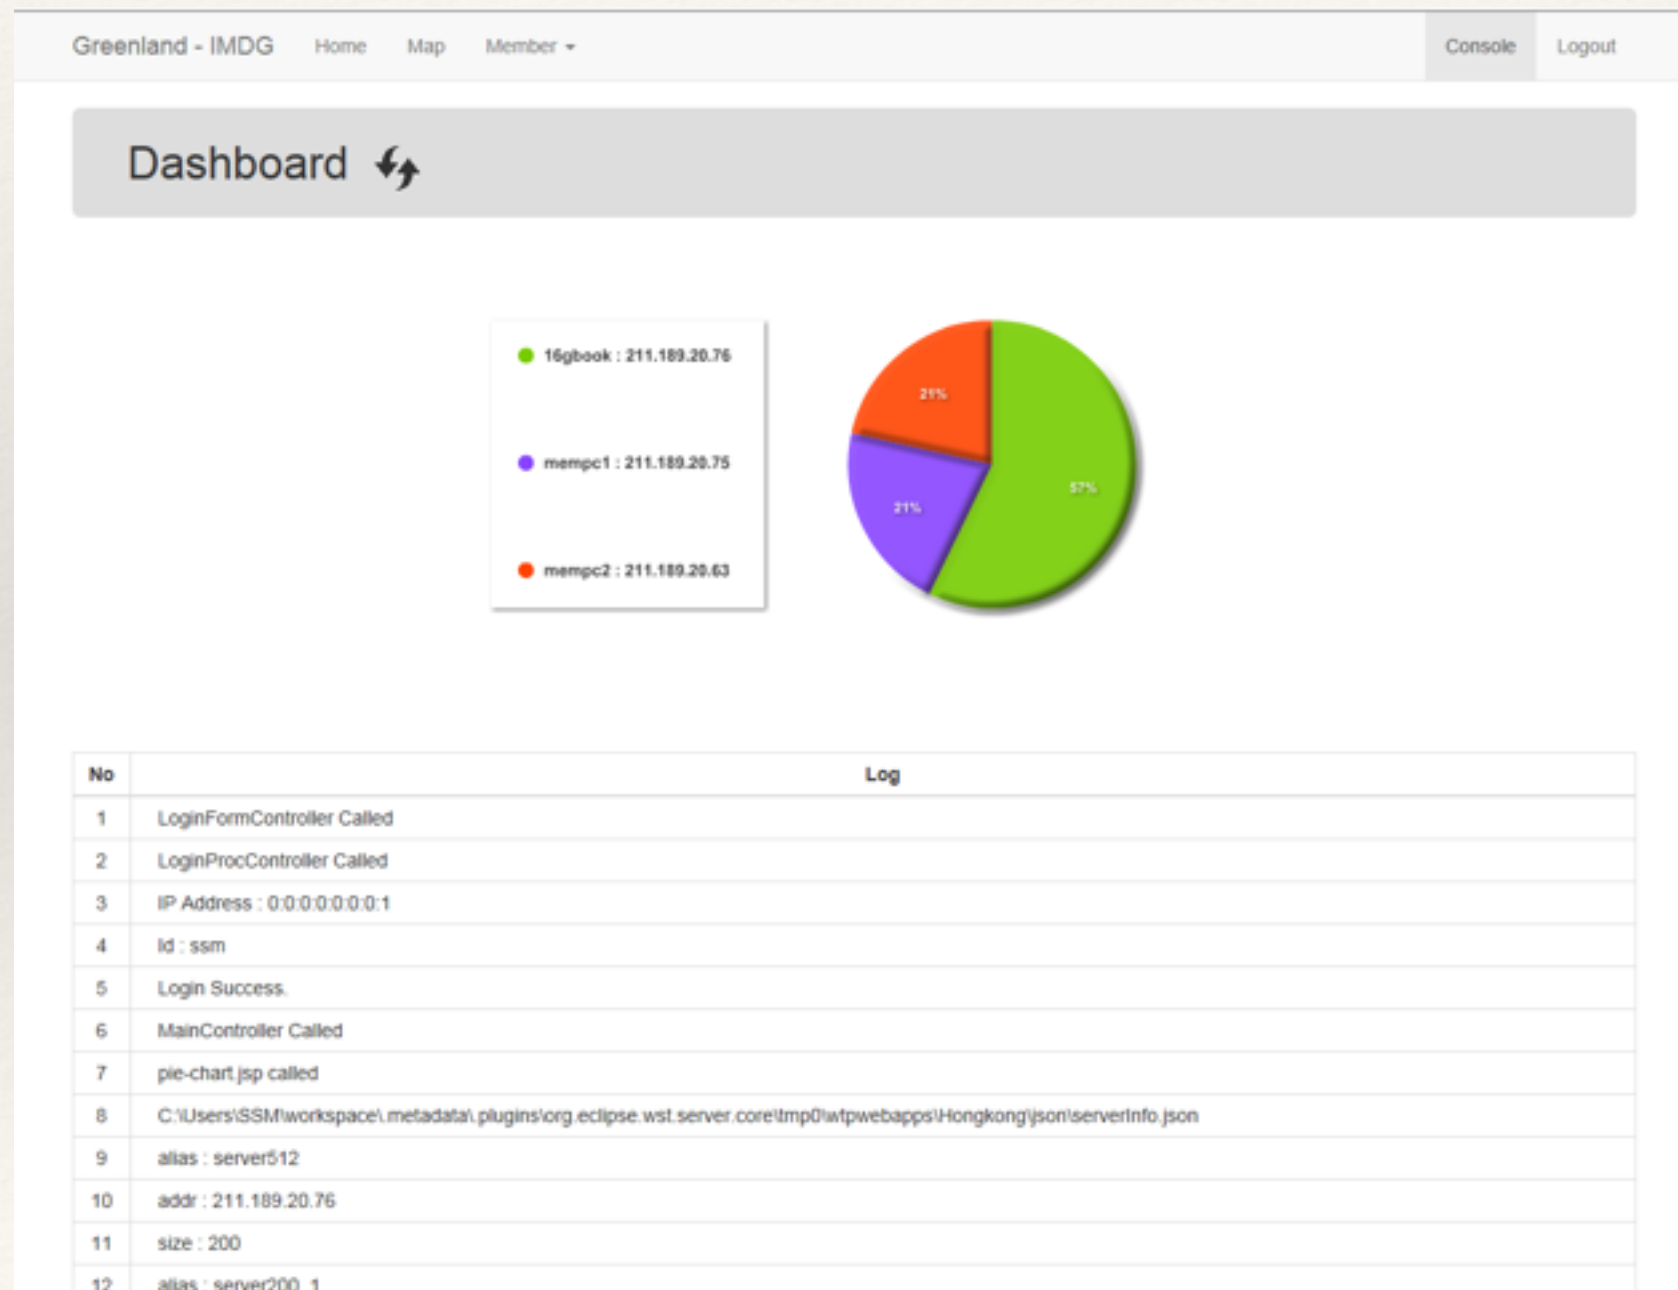 Greenland - IMDG Home Map Member Console Logout
Dashboard
16gbook : 211.189.20.76
mempc1 : 211.189.20.75
mempc2 : 211.189.20.63
21%
57%
21%
No Log
1 LoginFormController Called
2 LoginProcController Called
3 IP Address : 0:0:0:0:0:0:0:1
4 Id : ssm
5 Login Success.
6 MainController Called
7 pie-chart.jsp called
8 C:\Users\SSM\workspace\.metadata\.plugins\org.eclipse.wst.server.core\tmp0\wtpwebapps\Hongkong\json\serverInfo.json
9 alias : server512
10 addr : 211.189.20.76
11 size : 200
12 alias : server200_1